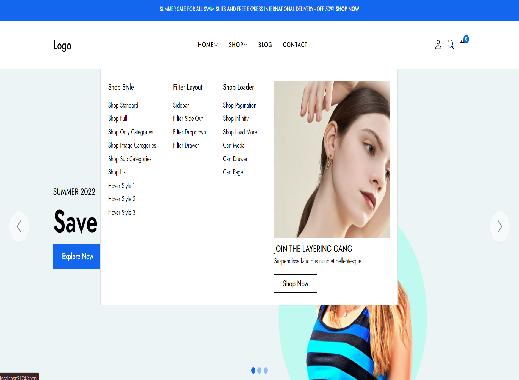 SUMMER SALE FOR ALL SWIM SUITS AND FREE EXPRESS INTERNATIONAL DELIVERY - OFF SHOP NOW
Logo
HOME
SHOP
BLOG
CONTACT
Shop Style
Shop Standard
Shop Full
Shop Only Categories
Shop Image Categories
Shop Sub Categories
Shop List
Hover Style 1
Hover Style 2
Hover Style 3
Filter Layout
Sidebar
Filter Side Out
Filter Dropdown
Filter Drawer
Shop Loader
Shop Pagination
Shop Infinity
Shop Load More
Cart Modal
Cart Drawer
Cart Page
JOIN THE LAYERING GANG
Shop Now
SUMMER 2022
Save
Explore Now